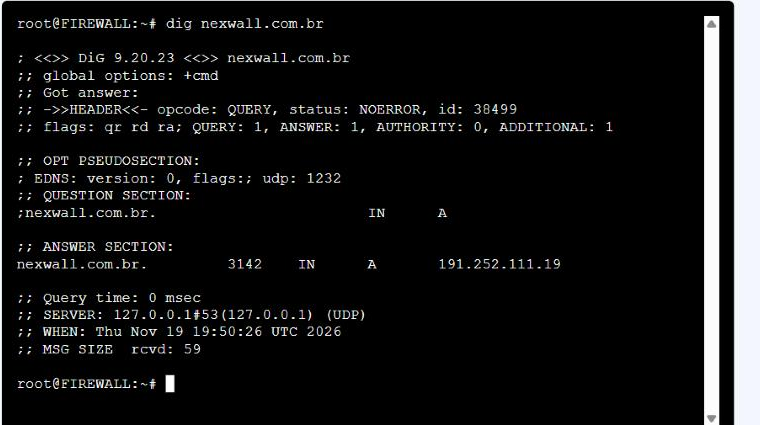 root@FIREWALL:~# dig nexwall.com.br
; <<>> DiG 9.20.23 <<>> nexwall.com.br
;; global options: +cmd
;; Got answer:
;; ->>HEADER<<- opcode: QUERY, status: NOERROR, id: 38499
;; flags: qr rd ra; QUERY: 1, ANSWER: 1, AUTHORITY: 0, ADDITIONAL: 1
;; OPT PSEUDOSECTION:
; EDNS: version: 0, flags:; udp: 1232
;; QUESTION SECTION:
;nexwall.com.br. IN A
;; ANSWER SECTION:
nexwall.com.br. 3142 IN A 191.252.111.19
;; Query time: 0 msec
;; SERVER: 127.0.0.1#53(127.0.0.1) (UDP)
;; WHEN: Thu Nov 19 19:50:26 UTC 2026
;; MSG SIZE rcvd: 59
root@FIREWALL:~#